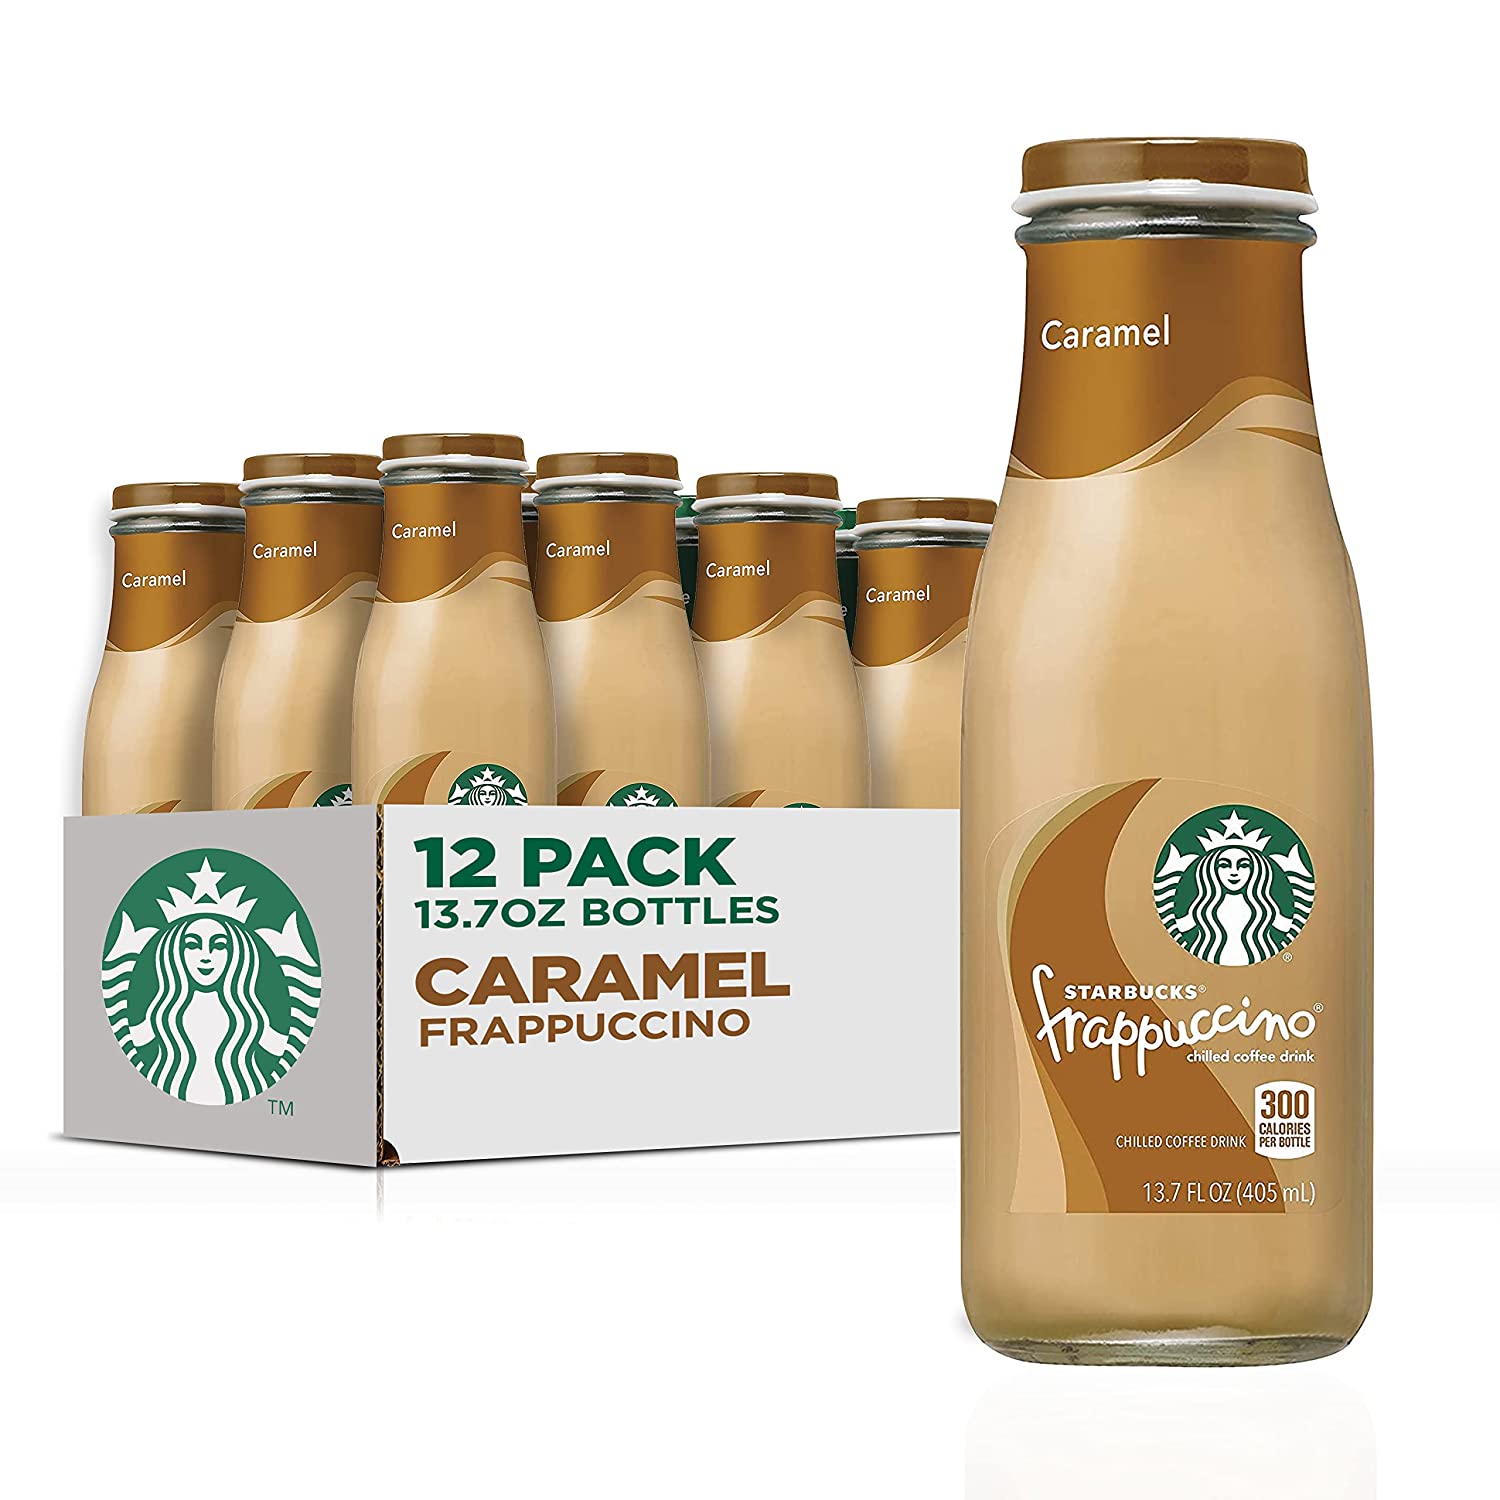 Caramel
Caramel
Caramel
Caramel
Caramel
Caramel
Caramel
12 PACK
13.7OZ BOTTLES
CARAMEL
FRAPPUCCINO
TM
STARBUCKS®
frappuccino®
chilled coffee drink
300
CALORIES
PER BOTTLE
CHILLED COFFEE DRINK
13.7 FL OZ (405 mL)
®